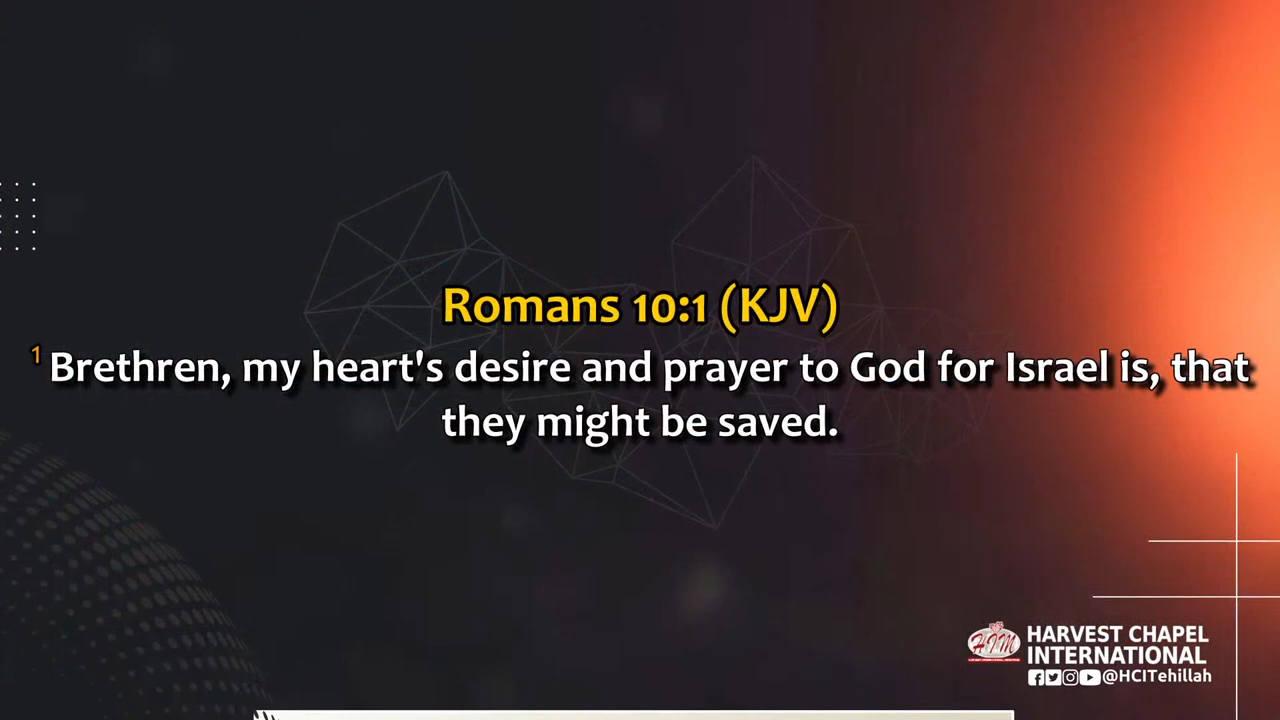 Romans 10:1 (KJV)
1 Brethren, my heart's desire and prayer to God for Israel is, that
they might be saved.
HIM
HARVEST CHAPEL
INTERNATIONAL
@HCITehillah